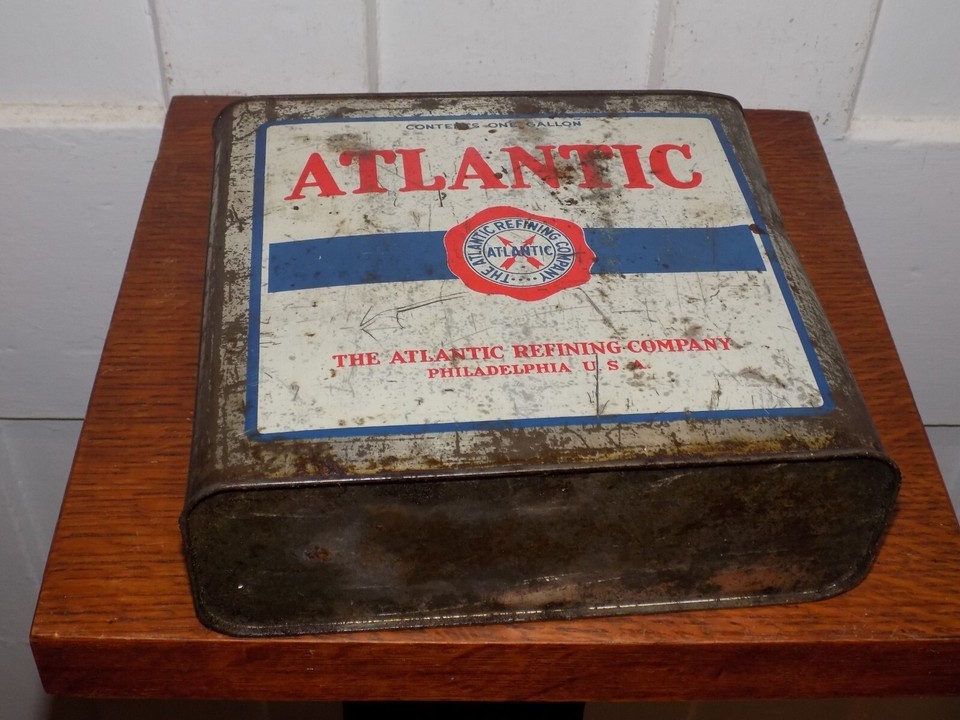 CONTENTS ONE GALLON
ATLANTIC
THE ATLANTIC REFINING COMPANY
ATLANTIC
THE ATLANTIC REFINING COMPANY
PHILADELPHIA U. S. A.